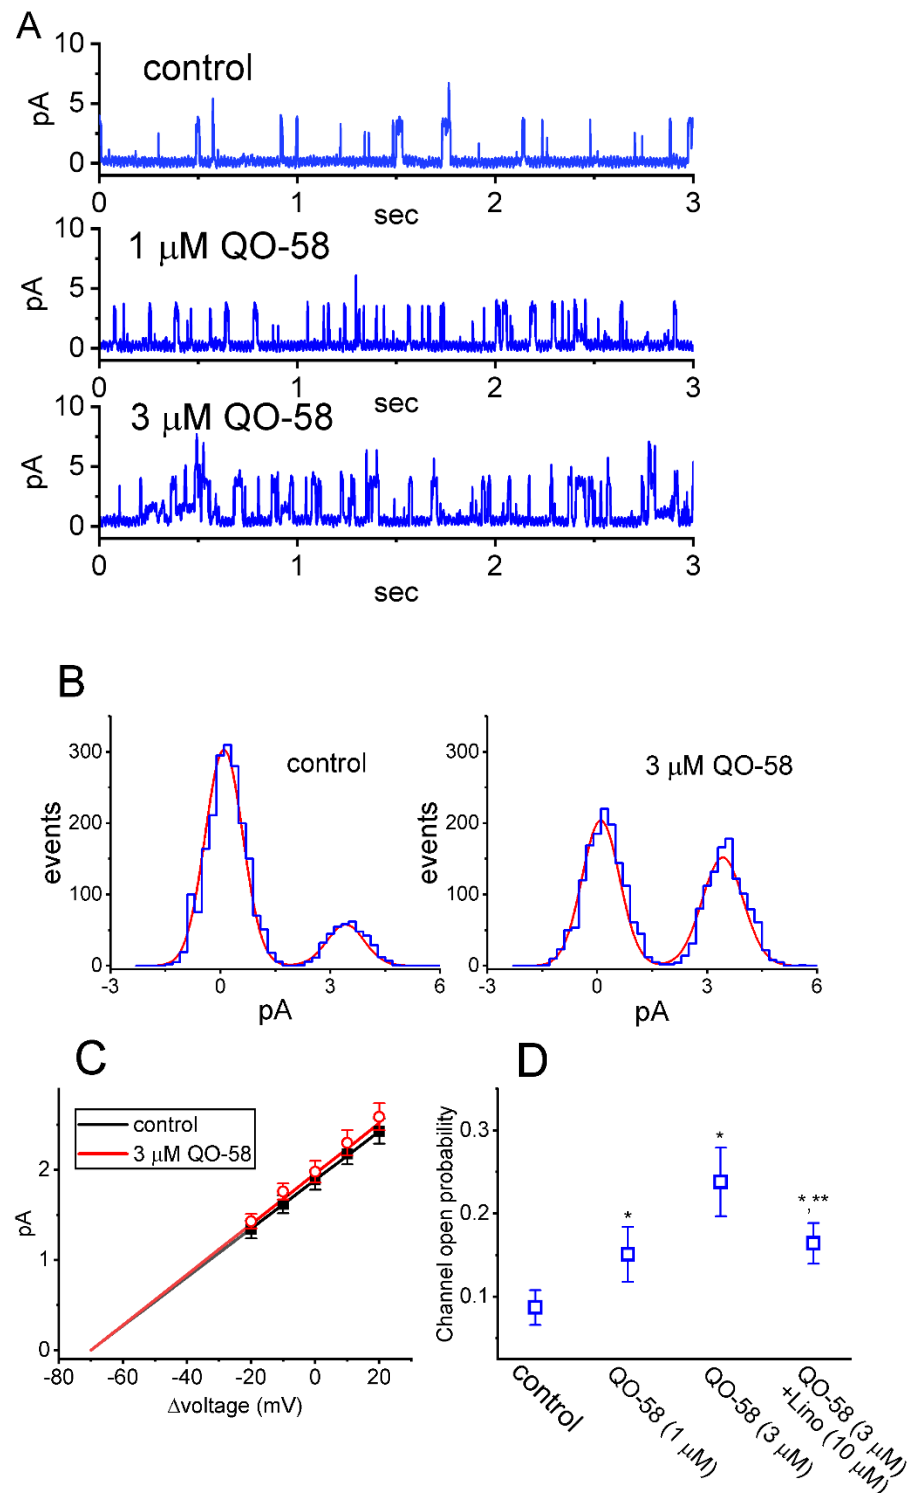 A
10
control
5
pA
0
0
1
2
3
sec
10
1 μM QO-58
5
pA
0
0
1
2
3
sec
10
3 μM QO-58
5
pA
0
0
1
2
3
sec
B
300
control
200
events
100
0
-3
0
3
6
pA
300
3 μM QO-58
200
events
100
0
-3
0
3
6
pA
C
control
3 μM QO-58
2
pA
1
0
-80
-60
-40
-20
0
20
Δvoltage (mV)
D
Channel open probability
0.3
0.2
0.1
*
*
*,**
control
QO-58 (1 μM)
QO-58 (3 μM)
QO-58 (3 μM)
+Lino (10 μM)